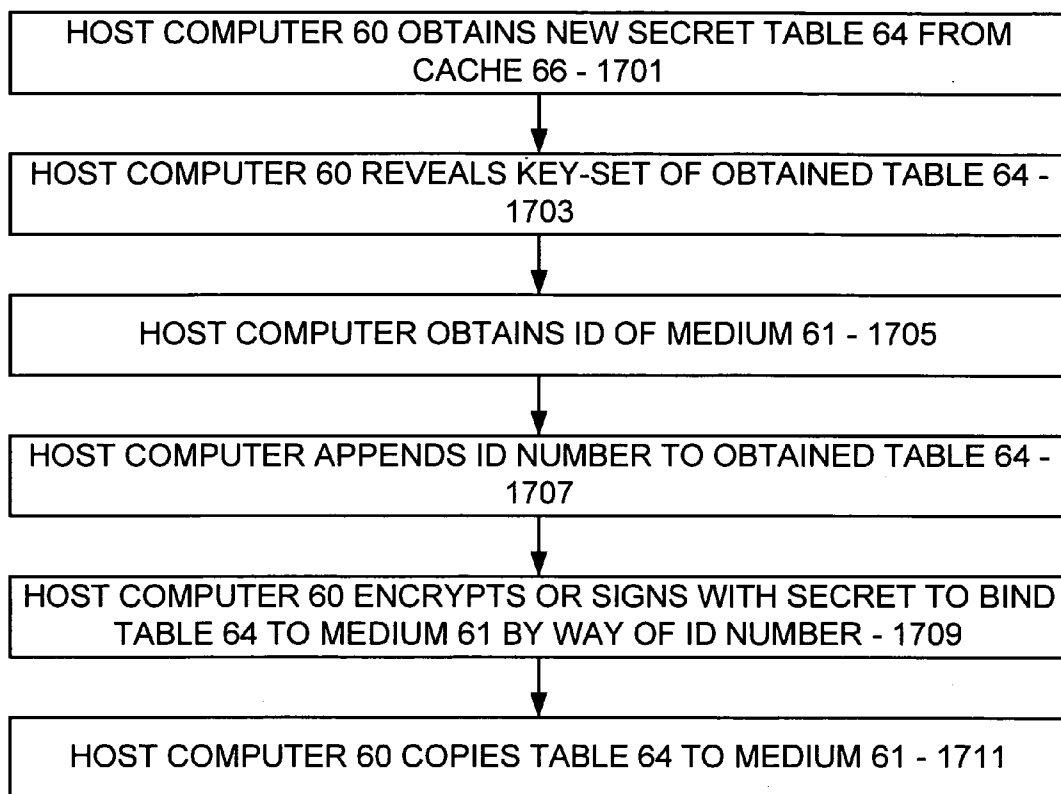 HOST COMPUTER 60 OBTAINS NEW SECRET TABLE 64 FROM
CACHE 66 - 1701
HOST COMPUTER 60 REVEALS KEY-SET OF OBTAINED TABLE 64 -
1703
HOST COMPUTER OBTAINS ID OF MEDIUM 61 - 1705
HOST COMPUTER APPENDS ID NUMBER TO OBTAINED TABLE 64 -
1707
HOST COMPUTER 60 ENCRYPTS OR SIGNS WITH SECRET TO BIND
TABLE 64 TO MEDIUM 61 BY WAY OF ID NUMBER - 1709
HOST COMPUTER 60 COPIES TABLE 64 TO MEDIUM 61 - 1711